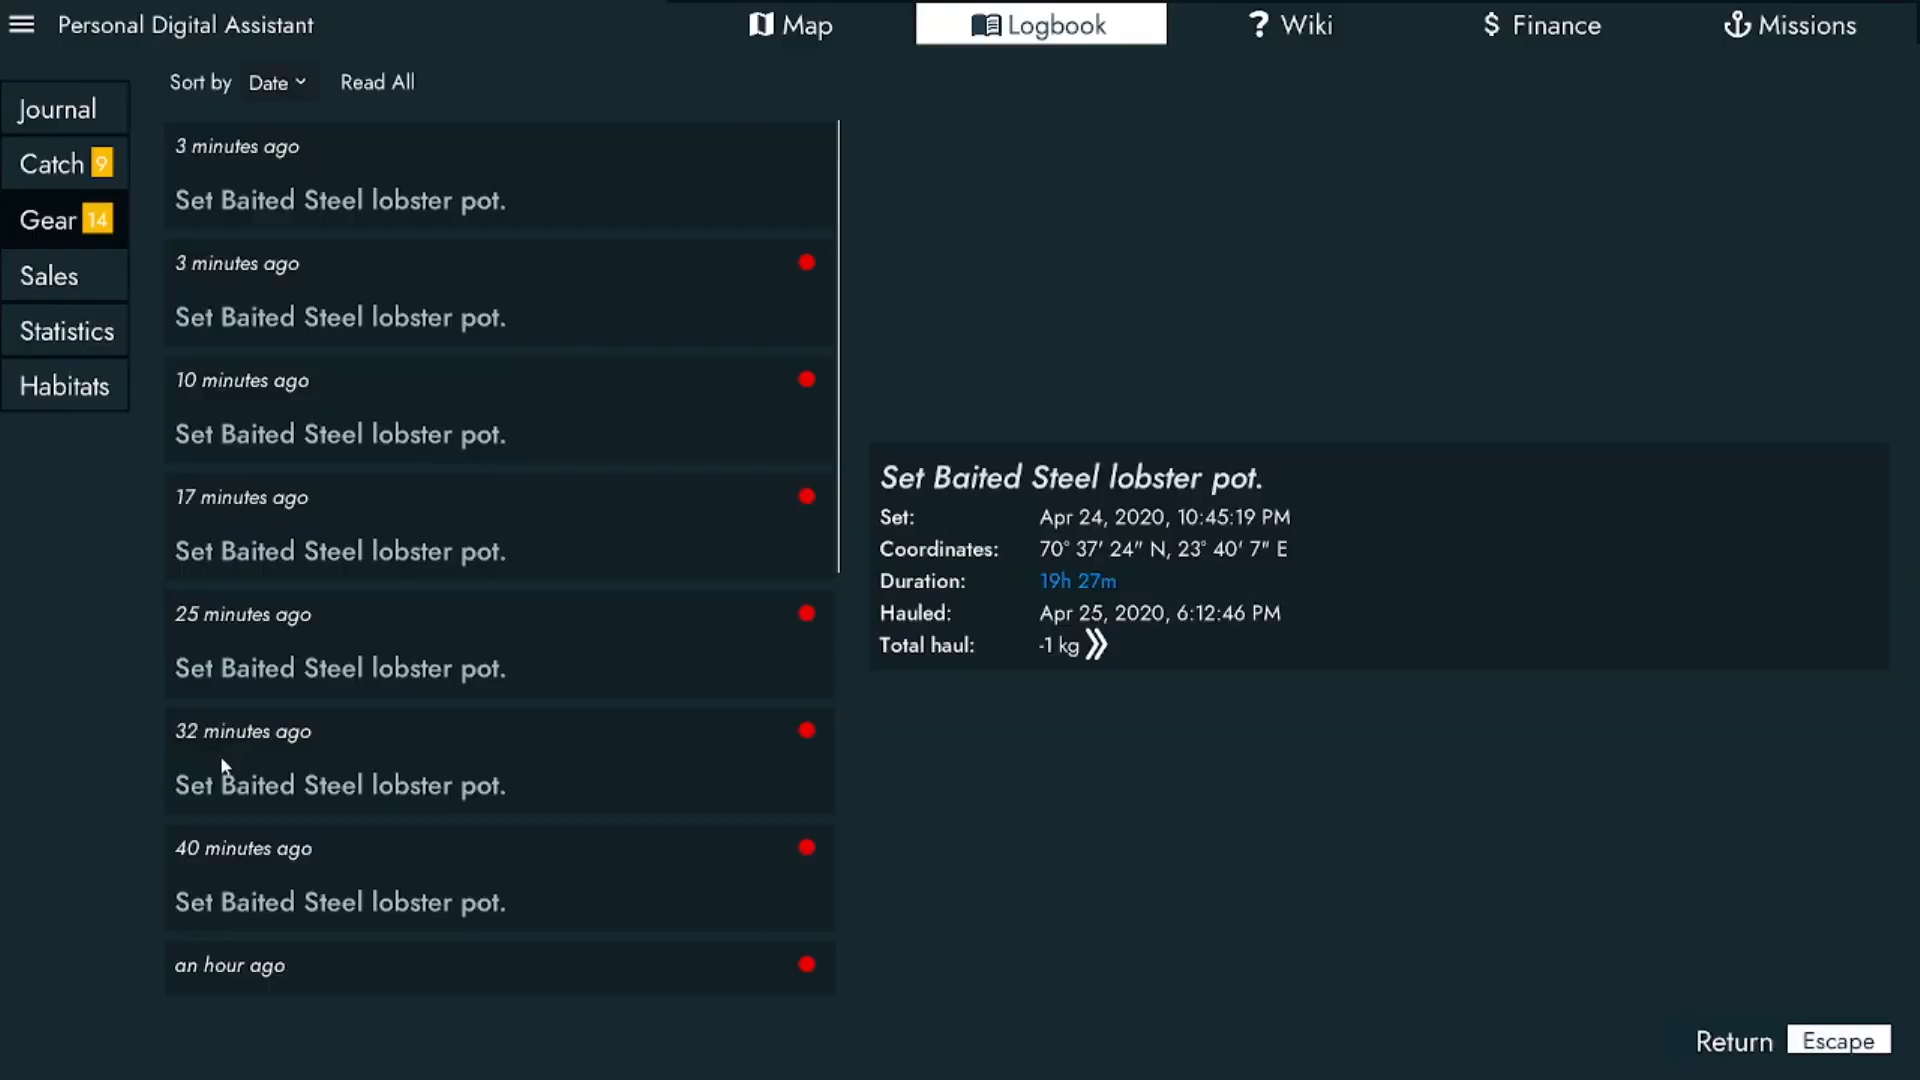 Personal Digital Assistant
Map
Logbook
? Wiki
$ Finance
Missions
Sort by Date
Read All
Journal
Catch 9
Gear 14
Sales
Statistics
Habitats
3 minutes ago
Set Baited Steel lobster pot.
3 minutes ago
Set Baited Steel lobster pot.
10 minutes ago
Set Baited Steel lobster pot.
17 minutes ago
Set Baited Steel lobster pot.
25 minutes ago
Set Baited Steel lobster pot.
32 minutes ago
Set Baited Steel lobster pot.
40 minutes ago
Set Baited Steel lobster pot.
an hour ago
Set Baited Steel lobster pot.
Set: Apr 24, 2020, 10:45:19 PM
Coordinates: 70° 37′ 24″ N, 23° 40′ 7″ E
Duration: 19h 27m
Hauled: Apr 25, 2020, 6:12:46 PM
Total haul: -1 kg
Return Escape